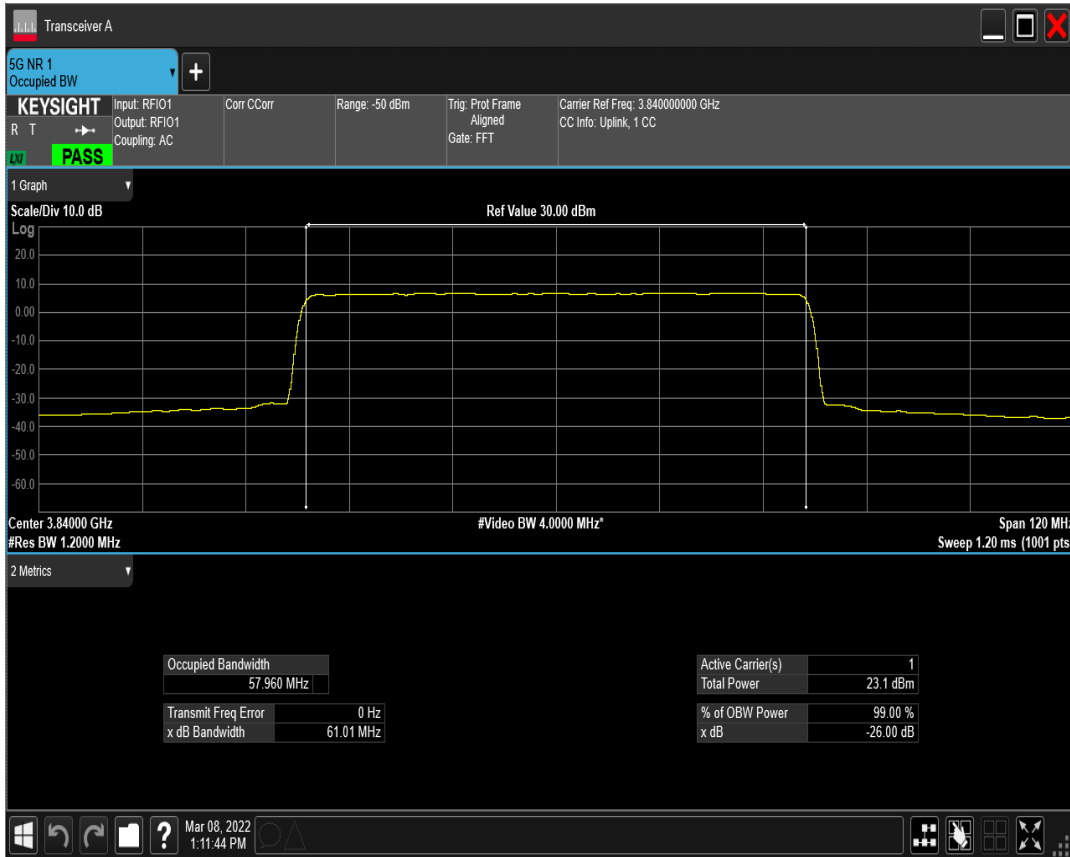 Transceiver A
5G NR 1
Occupied BW
+
KEYSIGHT
R T
LXI
PASS
Input: RFIO1
Output: RFIO1
Coupling: AC
Corr CCorr
Range: -50 dBm
Trig: Prot Frame
Aligned
Gate: FFT
Carrier Ref Freq: 3.840000000 GHz
CC Info: Uplink, 1 CC
1 Graph
Scale/Div 10.0 dB
Ref Value 30.00 dBm
Log
20.0
10.0
0.00
-10.0
-20.0
-30.0
-40.0
-50.0
-60.0
Center 3.84000 GHz
#Video BW 4.0000 MHz*
Span 120 MHz
#Res BW 1.2000 MHz
Sweep 1.20 ms (1001 pts
2 Metrics
Occupied Bandwidth
57.960 MHz
Transmit Freq Error 0 Hz
x dB Bandwidth 61.01 MHz
Active Carrier(s) 1
Total Power 23.1 dBm
% of OBW Power 99.00 %
x dB -26.00 dB
?
Mar 08, 2022
1:11:44 PM